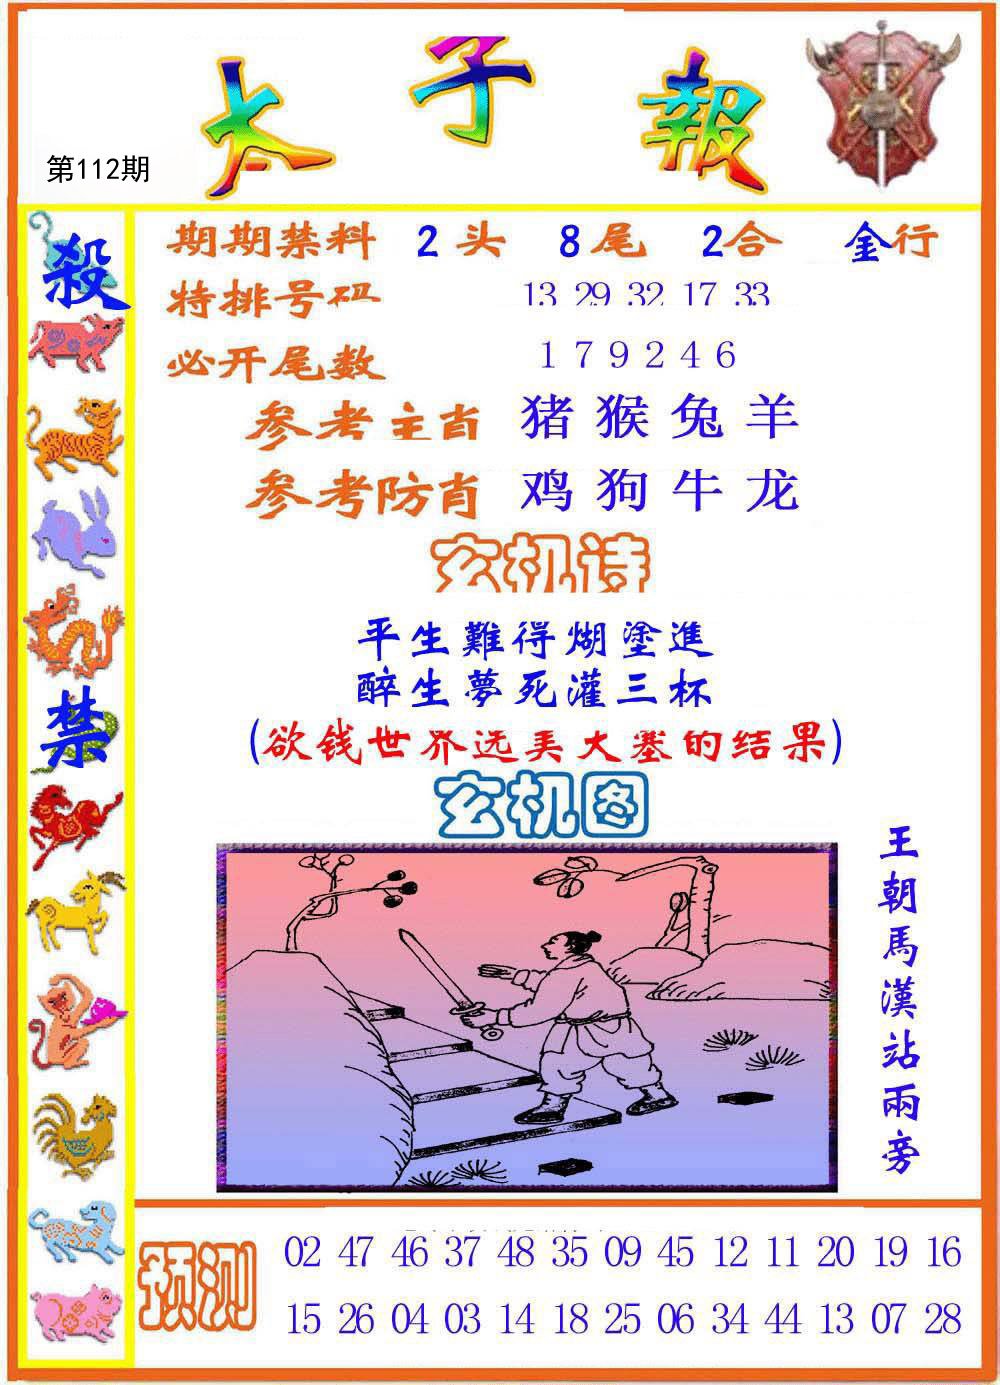 太子報
第112期
殺
禁
期期禁料 2头 8尾 2合 金行
特排号码 13 29 32 17 33
必开尾数 1 7 9 2 4 6
参考主肖 猪 猴 兔 羊
参考防肖 鸡 狗 牛 龙
玄机诗
平生難得煳塗進
醉生夢死灌三杯
(欲钱世界选美大赛的结果)
玄机图
王朝馬漢站兩旁
预测
02 47 46 37 48 35 09 45 12 11 20 19 16
15 26 04 03 14 18 25 06 34 44 13 07 28